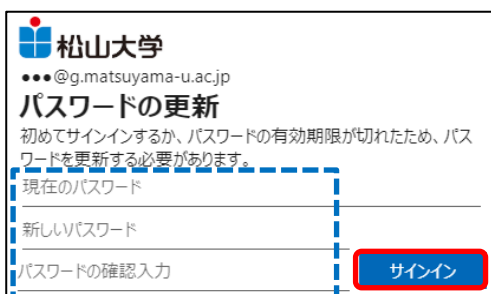 松山大学
●●●@g.matsuyama-u.ac.jp
パスワードの更新
初めてサインインするか、パスワードの有効期限が切れたため、パス
ワードを更新する必要があります。
現在のパスワード
新しいパスワード
パスワードの確認入力
サインイン